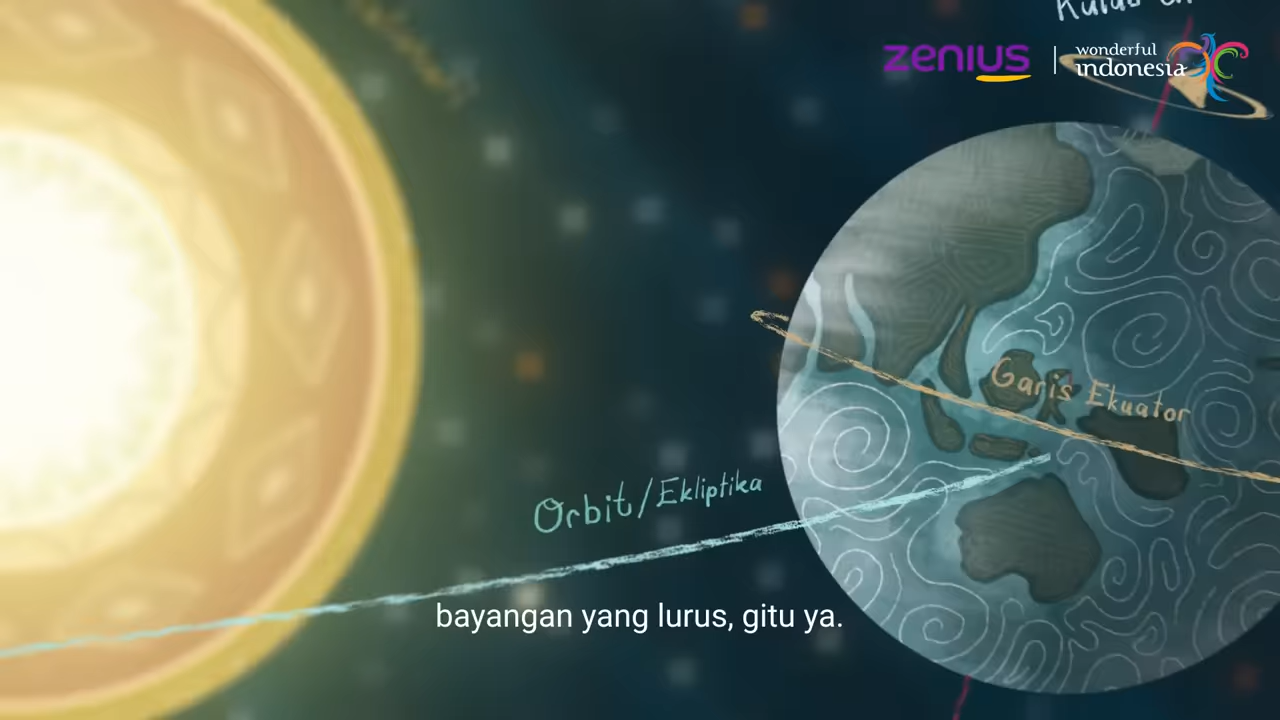 zenius
wonderful
indonesia
Garis Ekuator
Orbit/Ekliptika
bayangan yang lurus, gitu ya.